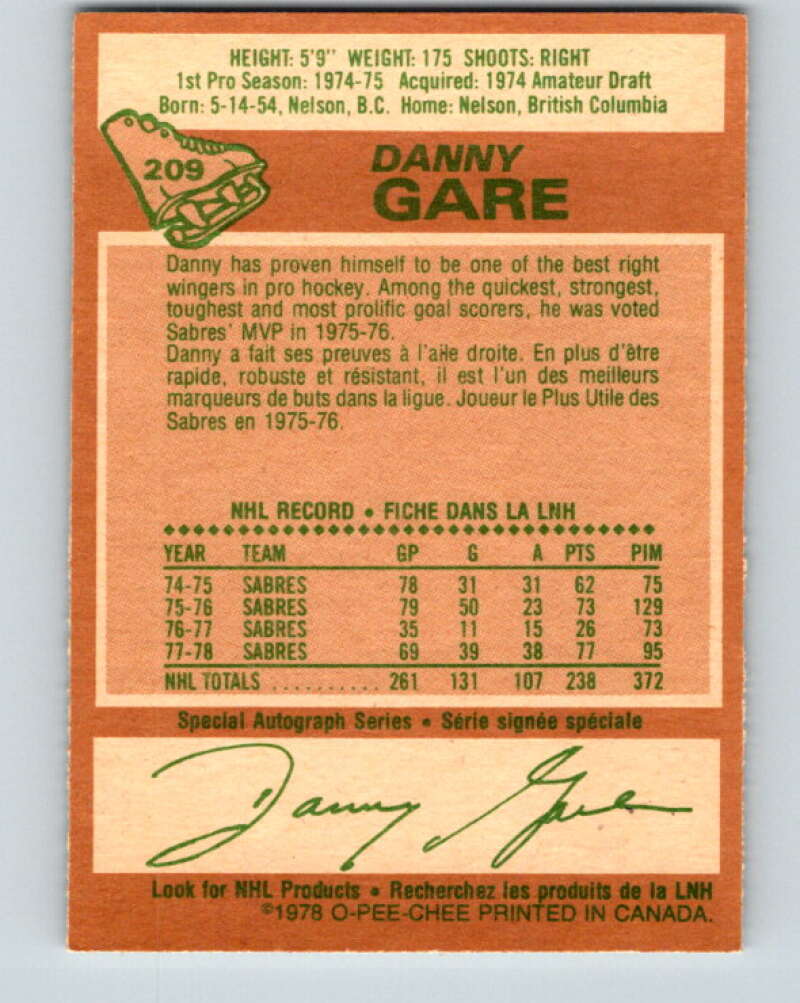 HEIGHT: 5'9" WEIGHT: 175 SHOOTS: RIGHT
1st Pro Season: 1974-75 Acquired: 1974 Amateur Draft
Born: 5-14-54, Nelson, B.C. Home: Nelson, British Columbia
209
DANNY
GARE
Danny has proven himself to be one of the best right
wingers in pro hockey. Among the quickest, strongest,
toughest and most prolific goal scorers, he was voted
Sabres' MVP in 1975-76.
Danny a fait ses preuves à l'aile droite. En plus d'être
rapide, robuste et résistant, il est l'un des meilleurs
marqueurs de buts dans la ligue. Joueur le Plus Utile des
Sabres en 1975-76.
NHL RECORD • FICHE DANS LA LNH
YEAR TEAM GP G A PTS PIM
74-75 SABRES 78 31 31 62 75
75-76 SABRES 79 50 23 73 129
76-77 SABRES 35 11 15 26 73
77-78 SABRES 69 39 38 77 95
NHL TOTALS .......... 261 131 107 238 372
Special Autograph Series • Série signée spéciale
Danny Gare
Look for NHL Products • Recherchez les produits de la LNH
©1978 O-PEE-CHEE PRINTED IN CANADA.